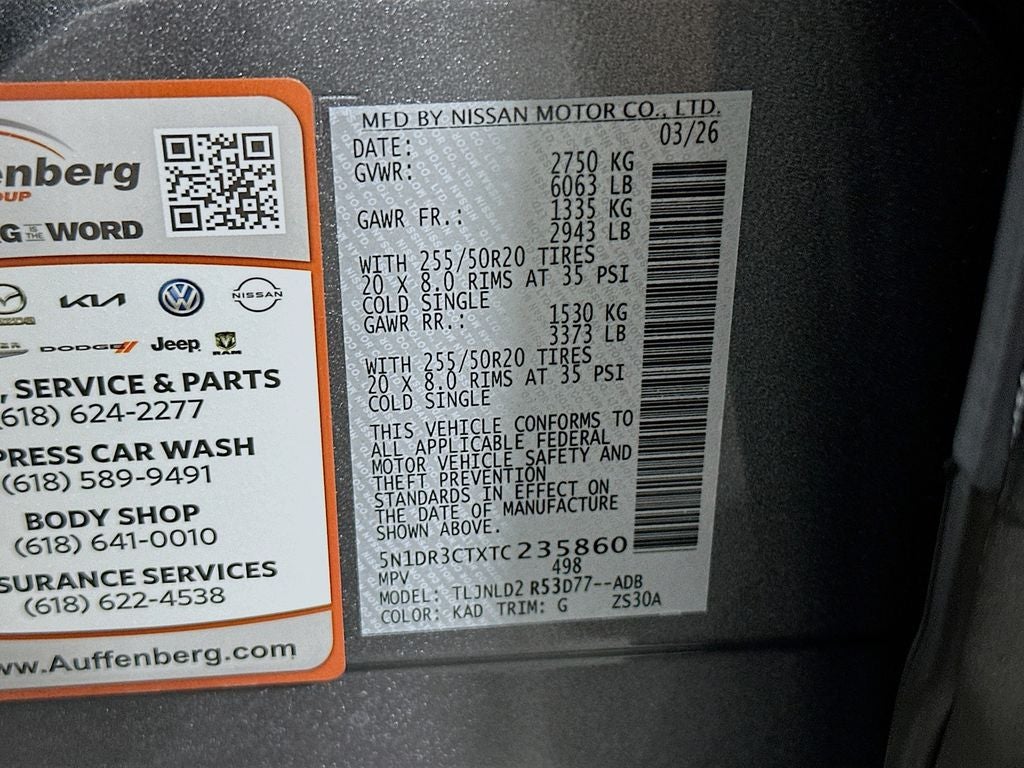 enberg
OUP
G IS THE WORD
KIA
NISSAN
DODGE Jeep RAM
, SERVICE & PARTS
(618) 624-2277
PRESS CAR WASH
(618) 589-9491
BODY SHOP
(618) 641-0010
SURANCE SERVICES
(618) 622-4538
ww.Auffenberg.com
MFD BY NISSAN MOTOR CO., LTD.
DATE: 03/26
GVWR: 2750 KG
6063 LB
GAWR FR.: 1335 KG
2943 LB
WITH 255/50R20 TIRES
20 X 8.0 RIMS AT 35 PSI
COLD SINGLE
GAWR RR.: 1530 KG
3373 LB
WITH 255/50R20 TIRES
20 X 8.0 RIMS AT 35 PSI
COLD SINGLE
THIS VEHICLE CONFORMS TO
ALL APPLICABLE FEDERAL
MOTOR VEHICLE SAFETY AND
THEFT PREVENTION
STANDARDS IN EFFECT ON
THE DATE OF MANUFACTURE
SHOWN ABOVE.
5N1DR3CTXTC235860
MPV 498
MODEL: TLJNLD2 R53D77--ADB
COLOR: KAD TRIM: G ZS30A